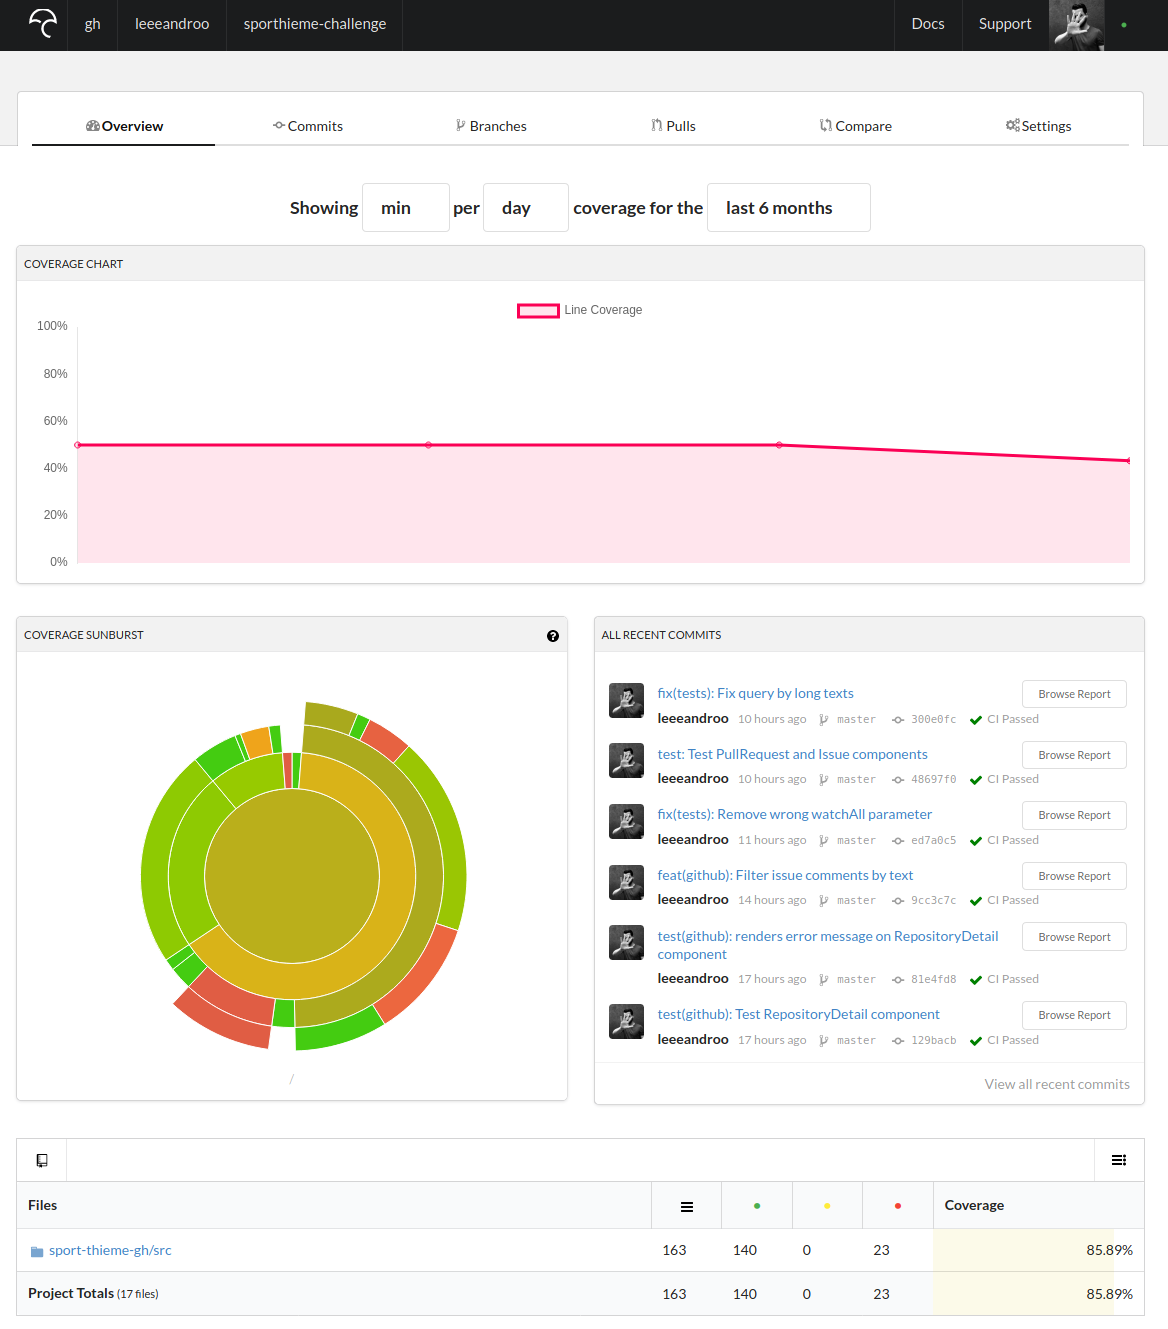 gh leeeandroo sporthieme-challenge Docs Support
Overview Commits Branches Pulls Compare Settings
Showing min per day coverage for the last 6 months
COVERAGE CHART
Line Coverage
100%
80%
60%
40%
20%
0%
COVERAGE SUNBURST
/
ALL RECENT COMMITS
fix(tests): Fix query by long texts Browse Report
leeeandroo 10 hours ago master 300e0fc CI Passed
test: Test PullRequest and Issue components Browse Report
leeeandroo 10 hours ago master 48697f0 CI Passed
fix(tests): Remove wrong watchAll parameter Browse Report
leeeandroo 11 hours ago master ed7a0c5 CI Passed
feat(github): Filter issue comments by text Browse Report
leeeandroo 14 hours ago master 9cc3c7c CI Passed
test(github): renders error message on RepositoryDetail Browse Report
component
leeeandroo 17 hours ago master 81e4fd8 CI Passed
test(github): Test RepositoryDetail component Browse Report
leeeandroo 17 hours ago master 129bacb CI Passed
View all recent commits
Files Coverage
sport-thieme-gh/src 163 140 0 23 85.89%
Project Totals (17 files) 163 140 0 23 85.89%